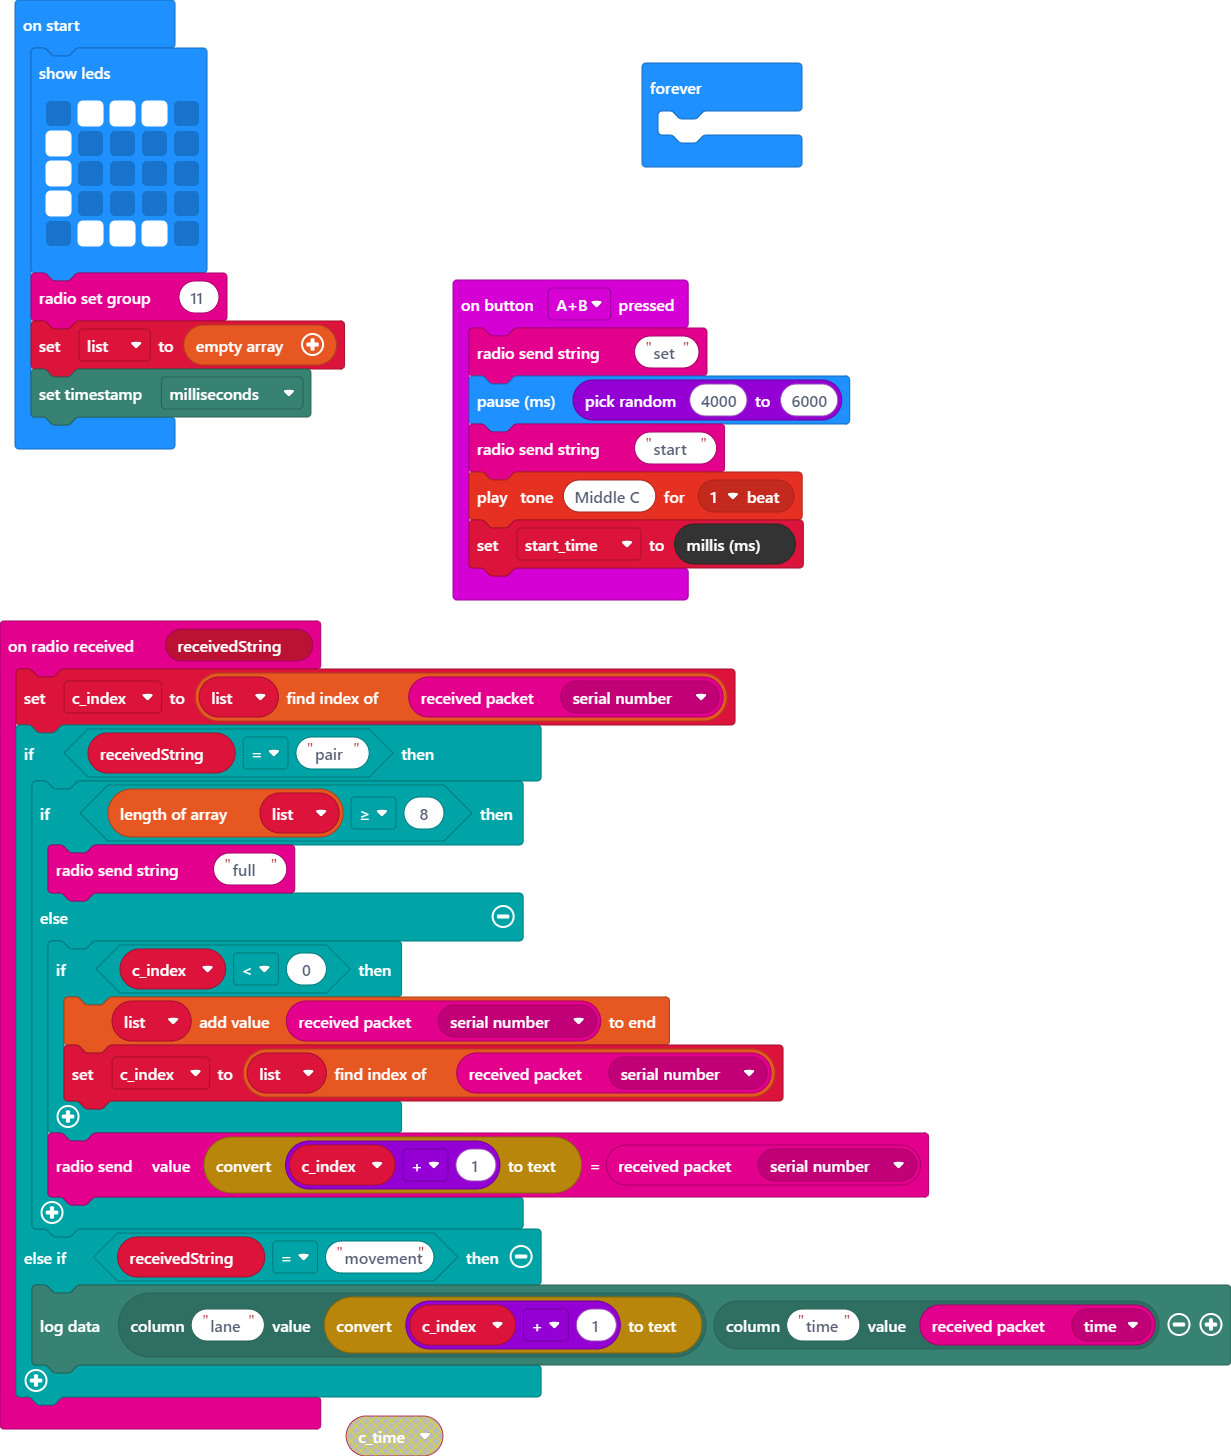 on start
show leds
radio set group 11
set list to empty array
set timestamp milliseconds
forever
on button A+B pressed
radio send string "set"
pause (ms) pick random 4000 to 6000
radio send string "start"
play tone Middle C for 1 beat
set start_time to millis (ms)
on radio received receivedString
set c_index to list find index of received packet serial number
if receivedString = "pair" then
if length of array list ≥ 8 then
radio send string "full"
else
if c_index < 0 then
list add value received packet serial number to end
set c_index to list find index of received packet serial number
radio send value convert c_index + 1 to text = received packet serial number
else if receivedString = "movement" then
log data column "lane" value convert c_index + 1 to text column "time" value received packet time
c_time